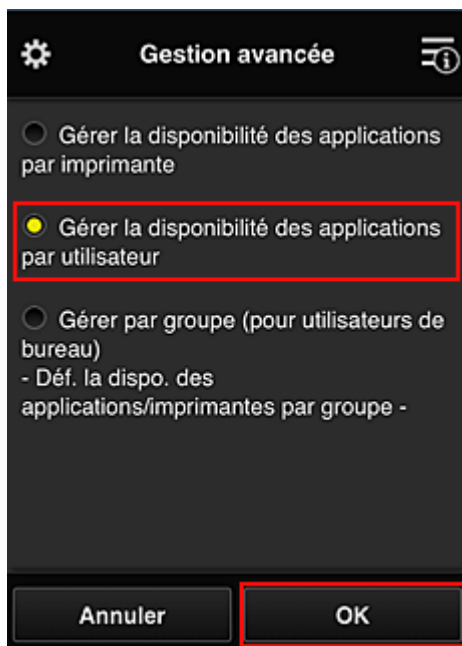 Gestion avancée
Gérer la disponibilité des applications
par imprimante
Gérer la disponibilité des applications
par utilisateur
Gérer par groupe (pour utilisateurs de
bureau)
- Déf. la dispo. des
applications/imprimantes par groupe -
Annuler
OK